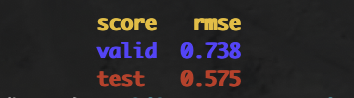 score rmse
valid 0.738
test 0.575